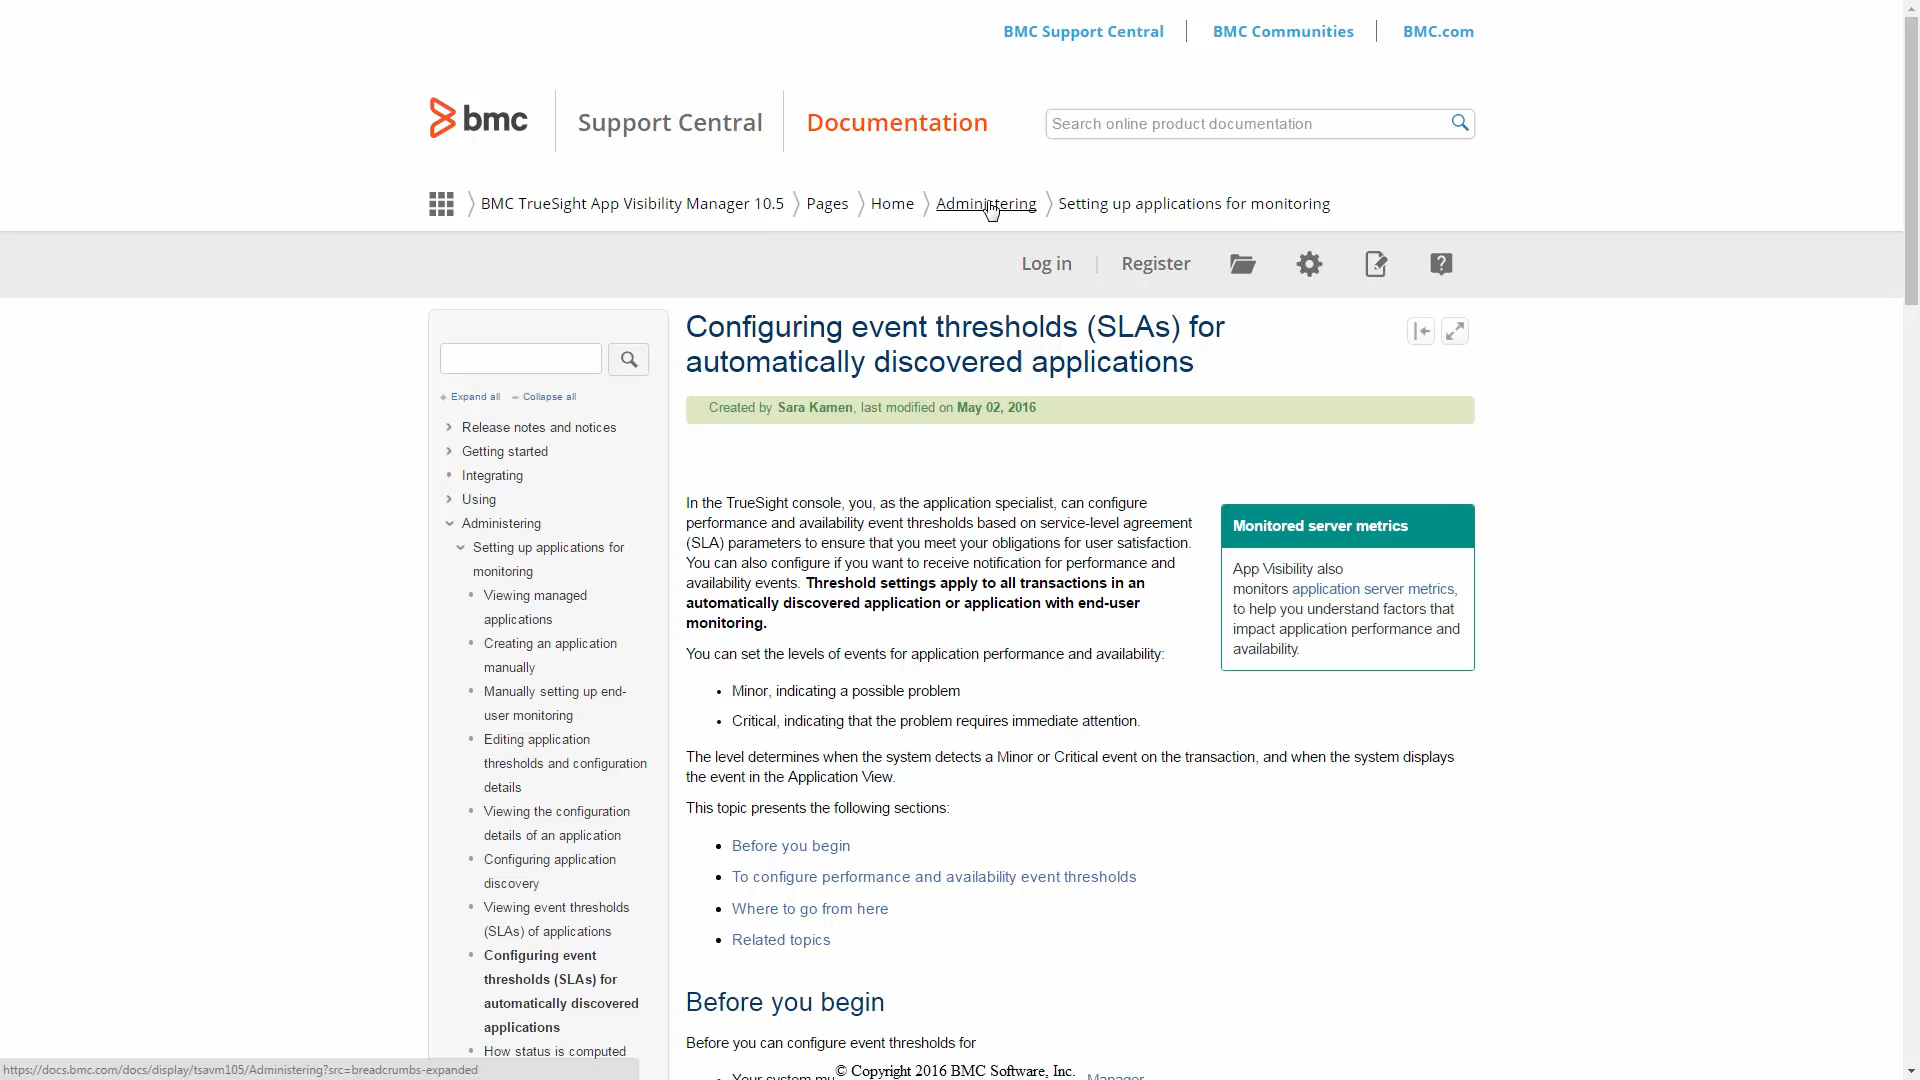 BMC Support Central
BMC Communities
BMC.com
bmc
Support Central
Documentation
Search online product documentation
BMC TrueSight App Visibility Manager 10.5
Pages
Home
Administering
Setting up applications for monitoring
Log in
Register
Expand all
Collapse all
Release notes and notices
Getting started
Integrating
Using
Administering
Setting up applications for
monitoring
Viewing managed
applications
Creating an application
manually
Manually setting up end-
user monitoring
Editing application
thresholds and configuration
details
Viewing the configuration
details of an application
Configuring application
discovery
Viewing event thresholds
(SLAs) of applications
Configuring event
thresholds (SLAs) for
automatically discovered
applications
How status is computed
Configuring event thresholds (SLAs) for
automatically discovered applications
Created by Sara Kamen, last modified on May 02, 2016
In the TrueSight console, you, as the application specialist, can configure
performance and availability event thresholds based on service-level agreement
(SLA) parameters to ensure that you meet your obligations for user satisfaction.
You can also configure if you want to receive notification for performance and
availability events. Threshold settings apply to all transactions in an
automatically discovered application or application with end-user
monitoring.
Monitored server metrics
App Visibility also
monitors application server metrics,
to help you understand factors that
impact application performance and
availability.
You can set the levels of events for application performance and availability:
Minor, indicating a possible problem
Critical, indicating that the problem requires immediate attention.
The level determines when the system detects a Minor or Critical event on the transaction, and when the system displays
the event in the Application View.
This topic presents the following sections:
Before you begin
To configure performance and availability event thresholds
Where to go from here
Related topics
Before you begin
Before you can configure event thresholds for
Your system mu
Manager
© Copyright 2016 BMC Software, Inc.
https://docs.bmc.com/docs/display/tsavm105/Administering?src=breadcrumbs-expanded